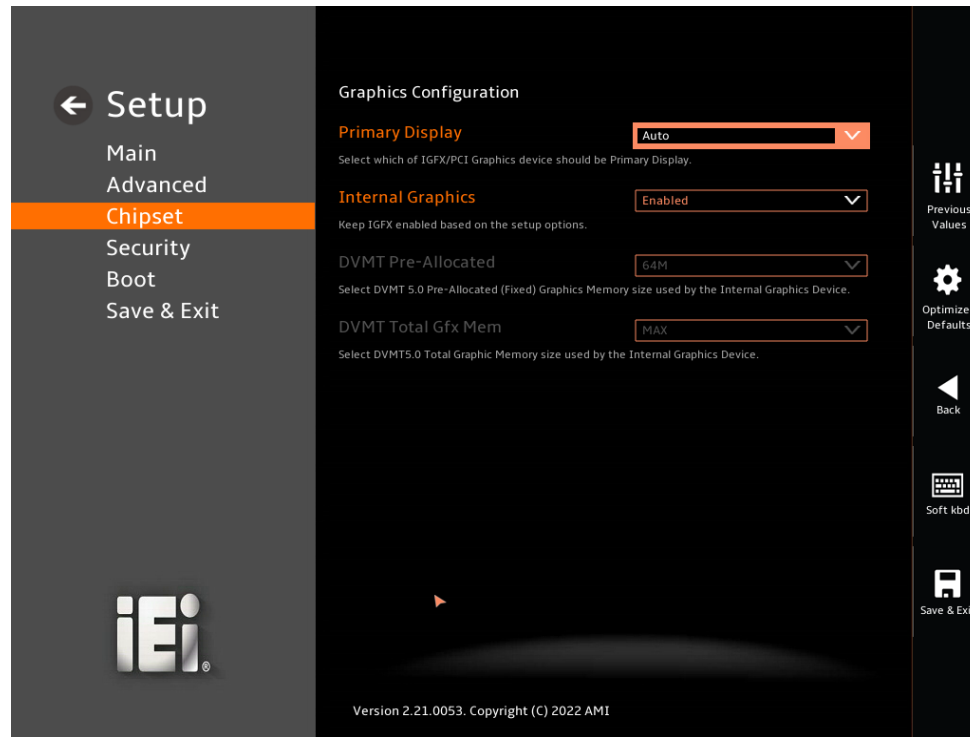 Setup
Main
Advanced
Chipset
Security
Boot
Save & Exit
Graphics Configuration
Primary Display
Auto
Select which of IGFX/PCI Graphics device should be Primary Display.
Internal Graphics
Enabled
Keep IGFX enabled based on the setup options.
DVMT Pre-Allocated
64M
Select DVMT 5.0 Pre-Allocated (Fixed) Graphics Memory size used by the Internal Graphics Device.
DVMT Total Gfx Mem
MAX
Select DVMT5.0 Total Graphic Memory size used by the Internal Graphics Device.
Previous
Values
Optimize
Defaults
Back
Soft kbd
Save & Exi
iEi®
Version 2.21.0053. Copyright (C) 2022 AMI